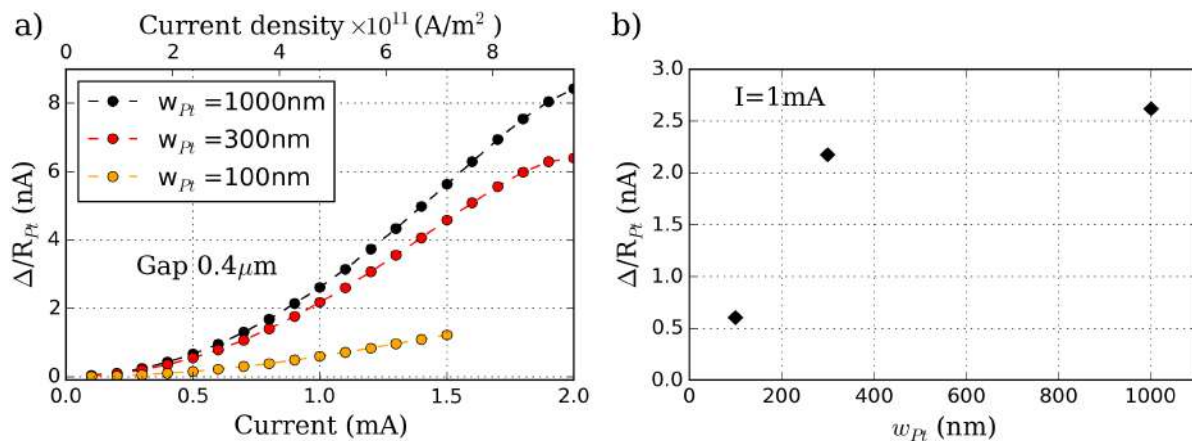 a)
Current density ×10¹¹ (A/m²)
0 2 4 6 8
8
6
4
2
0
Δ/R_Pt (nA)
w_Pt =1000nm
w_Pt =300nm
w_Pt =100nm
Gap 0.4μm
0.0 0.5 1.0 1.5 2.0
Current (mA)
b)
3.0
2.5
2.0
1.5
1.0
0.5
0.0
Δ/R_Pt (nA)
I=1mA
0 200 400 600 800 1000
w_Pt (nm)